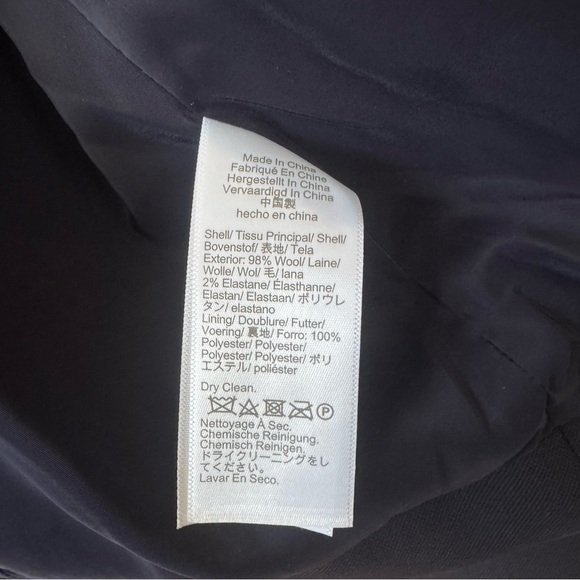 Made In China
Fabriqué En Chine
Hergestellt In China
Vervaardigd In China
中国製
hecho en china
Shell/ Tissu Principal/ Shell/
Bovenstof/ 表地/ Tela
Exterior: 98% Wool/ Laine/
Wolle/ Wol/ 毛/ lana
2% Elastane/ Élasthanne/
Elastan/ Elastaan/ ポリウレ
タン/ elastano
Lining/ Doublure/ Futter/
Voering/ 裏地/ Forro: 100%
Polyester/ Polyester/
Polyester/ Polyester/ ポリ
エステル/ poliéster
Dry Clean.
P
Nettoyage À Sec.
Chemische Reinigung.
Chemisch Reinigen.
ドライクリーニングをし
てください。
Lavar En Seco.